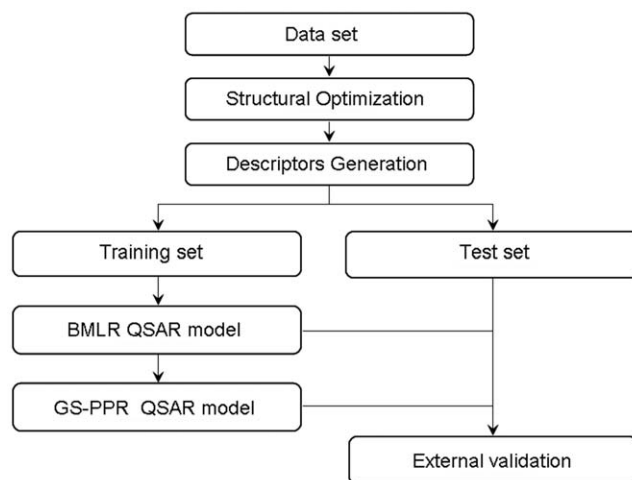 Data set
Structural Optimization
Descriptors Generation
Training set
Test set
BMLR QSAR model
GS-PPR QSAR model
External validation